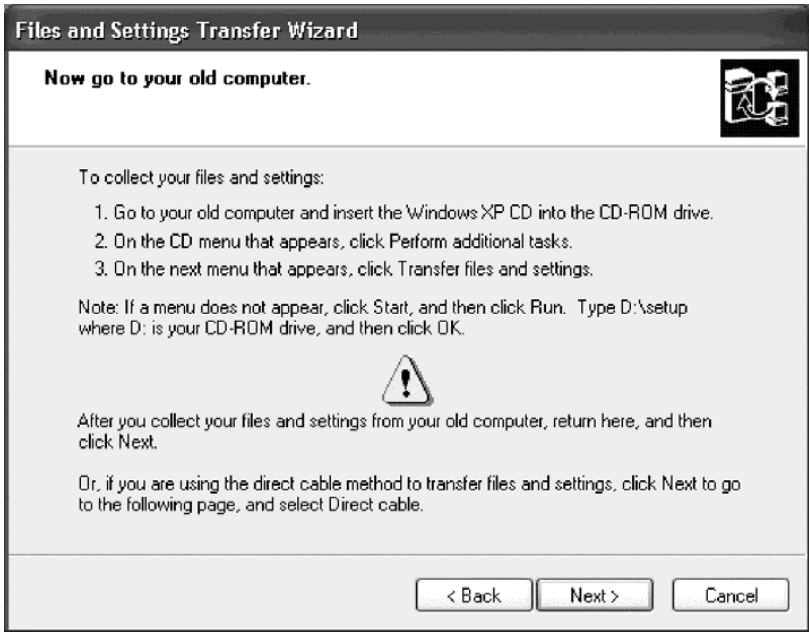 Files and Settings Transfer Wizard
Now go to your old computer.
To collect your files and settings:
1. Go to your old computer and insert the Windows XP CD into the CD-ROM drive.
2. On the CD menu that appears, click Perform additional tasks.
3. On the next menu that appears, click Transfer files and settings.
Note: If a menu does not appear, click Start, and then click Run.  Type D:\setup
where D: is your CD-ROM drive, and then click OK.
After you collect your files and settings from your old computer, return here, and then
click Next.
Or, if you are using the direct cable method to transfer files and settings, click Next to go
to the following page, and select Direct cable.
< Back
Next >
Cancel